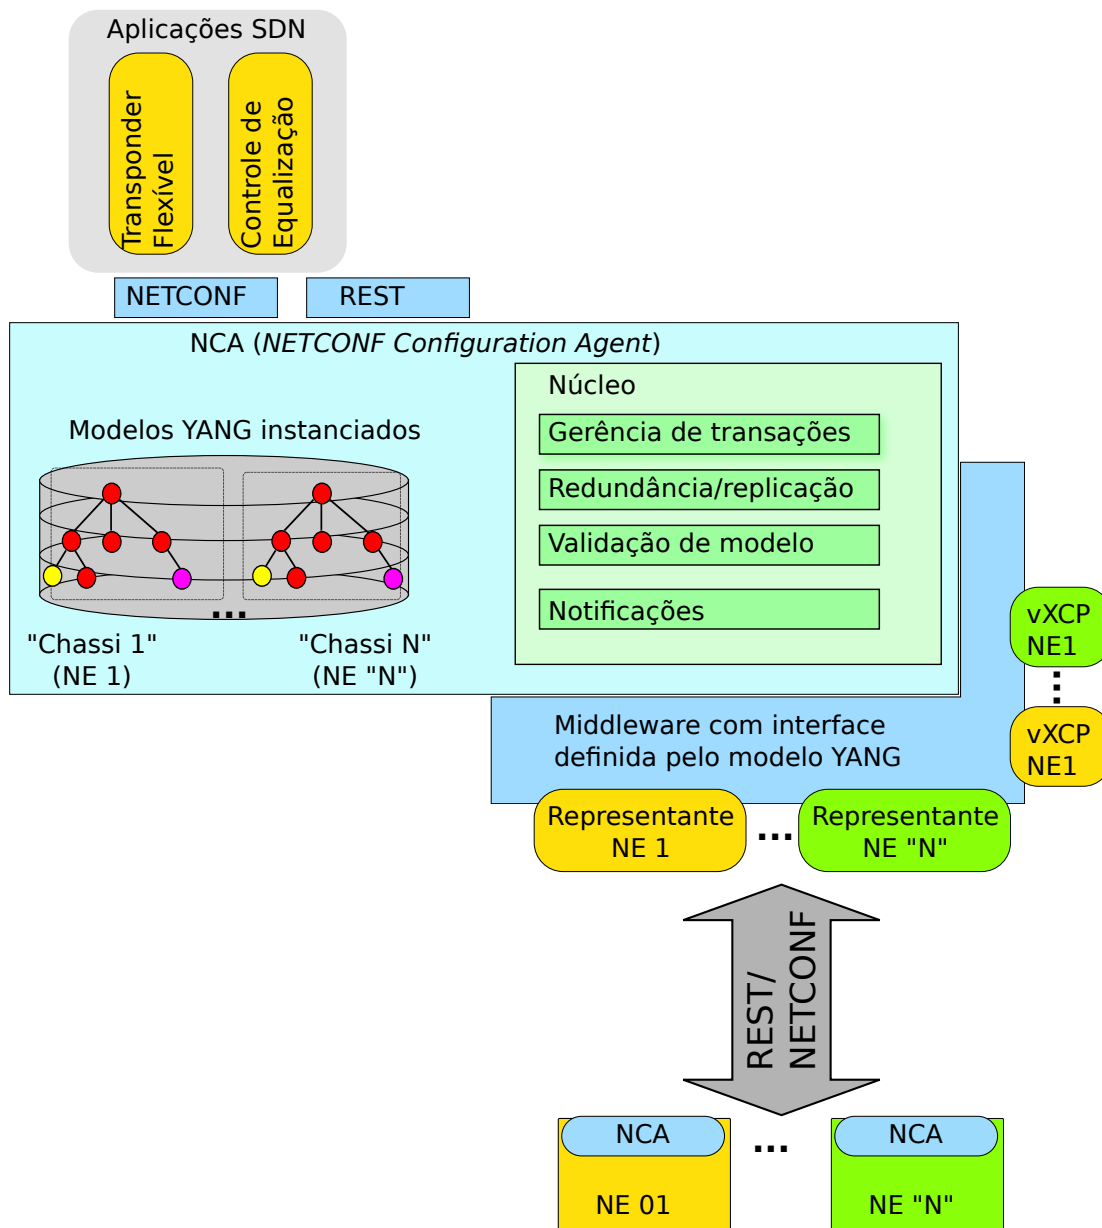 Aplicações SDN
Transponder
Flexível
Controle de
Equalização
NETCONF
REST
NCA (NETCONF Configuration Agent)
Núcleo
Gerência de transações
Redundância/replicação
Validação de modelo
Notificações
Modelos YANG instanciados
...
"Chassi 1"
(NE 1)
"Chassi N"
(NE "N")
vXCP
NE1
...
vXCP
NE1
Middleware com interface
definida pelo modelo YANG
Representante
NE 1
...
Representante
NE "N"
REST/
NETCONF
NCA
NE 01
...
NCA
NE "N"